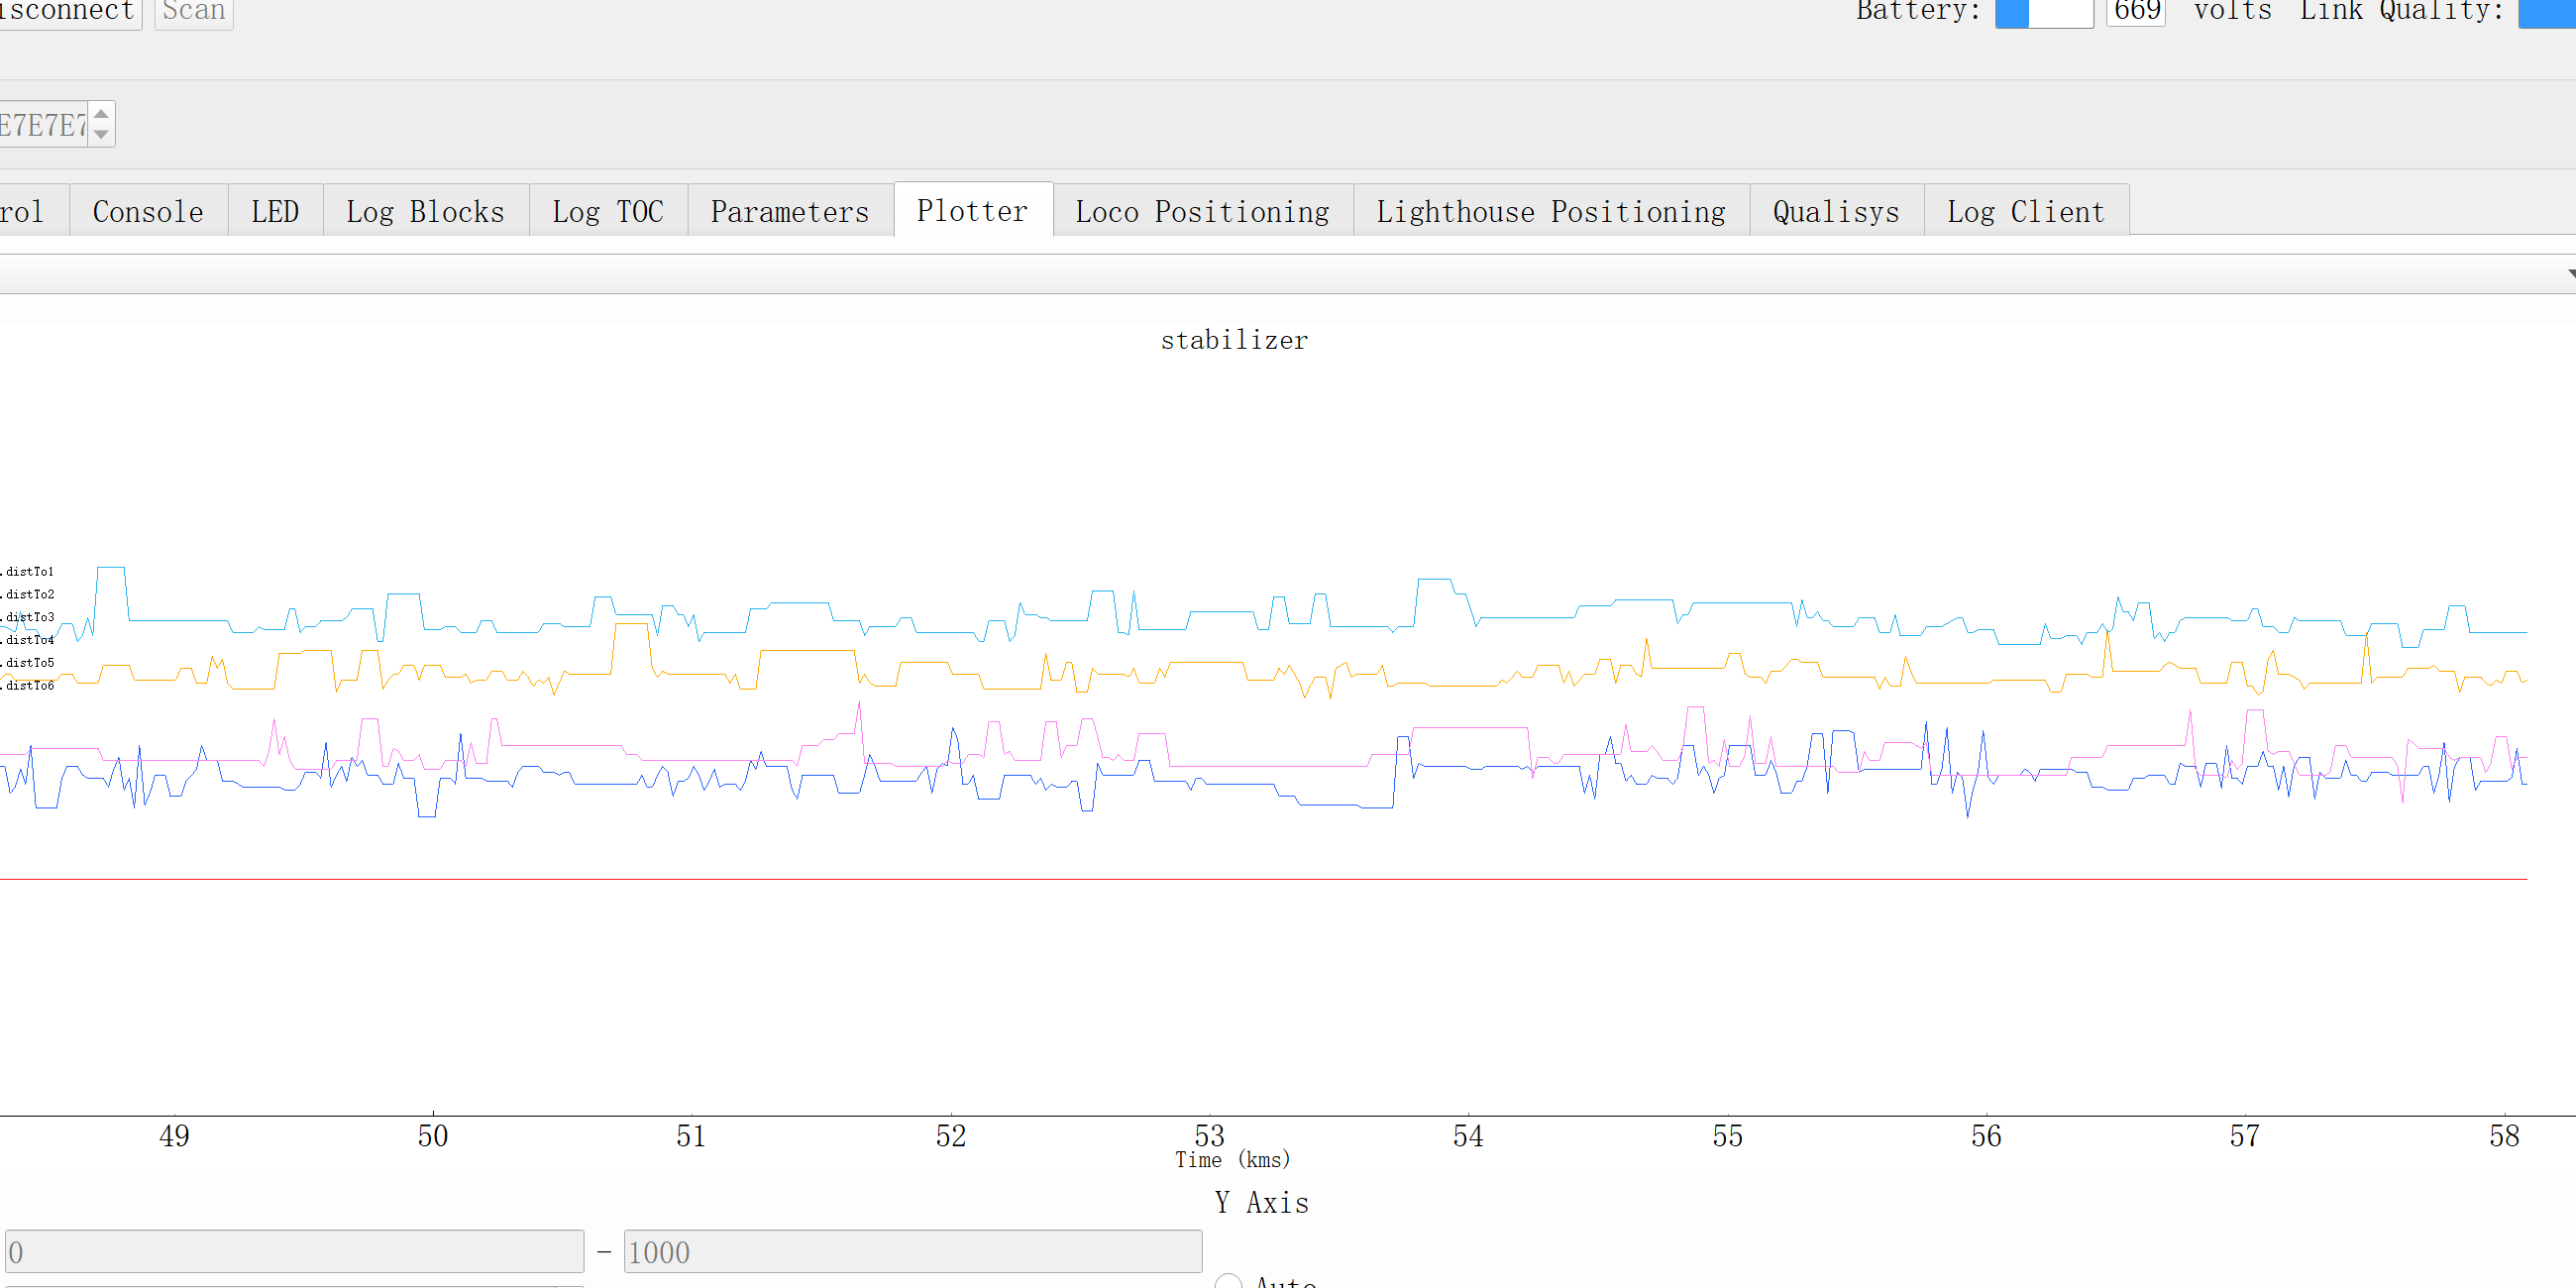 isconnect Scan Battery: 669 volts Link Quality:
E7E7E7
rol Console LED Log Blocks Log TOC Parameters Plotter Loco Positioning Lighthouse Positioning Qualisys Log Client
stabilizer
.distTo1
.distTo2
.distTo3
.distTo4
.distTo5
.distTo6
49 50 51 52 53 54 55 56 57 58
Time (kms)
Y Axis
0 - 1000
Auto